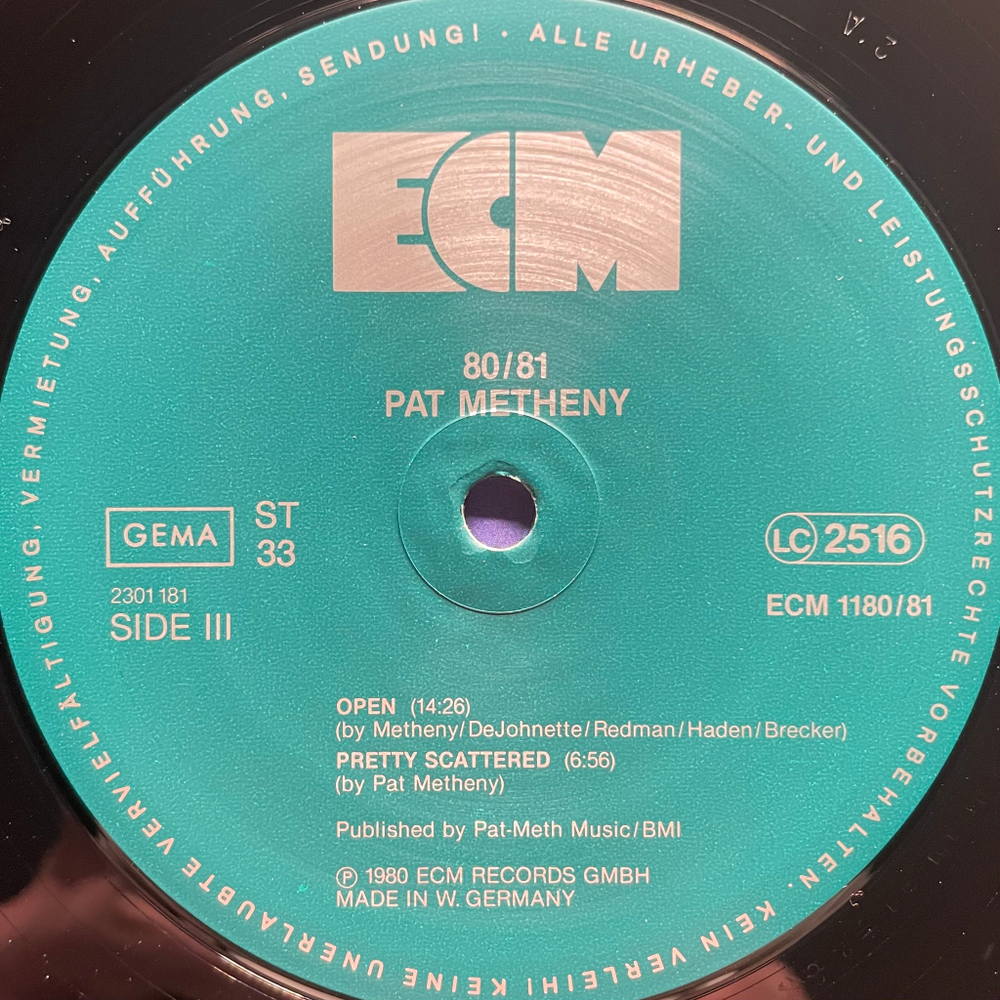 ALLE URHEBER- UND LEISTUNGSSCHUTZRECHTE VORBEHALTEN. KEIN VERLEIH! KEINE UNERLAUBTE VERVIELFÄLTIGUNG, VERMIETUNG, AUFFÜHRUNG, SENDUNG! ·
ECM
80/81
PAT METHENY
GEMA
ST
33
2301 181
SIDE III
LC 2516
ECM 1180/81
OPEN (14:26)
(by Metheny/DeJohnette/Redman/Haden/Brecker)
PRETTY SCATTERED (6:56)
(by Pat Metheny)
Published by Pat-Meth Music/BMI
Ⓟ 1980 ECM RECORDS GMBH
MADE IN W. GERMANY